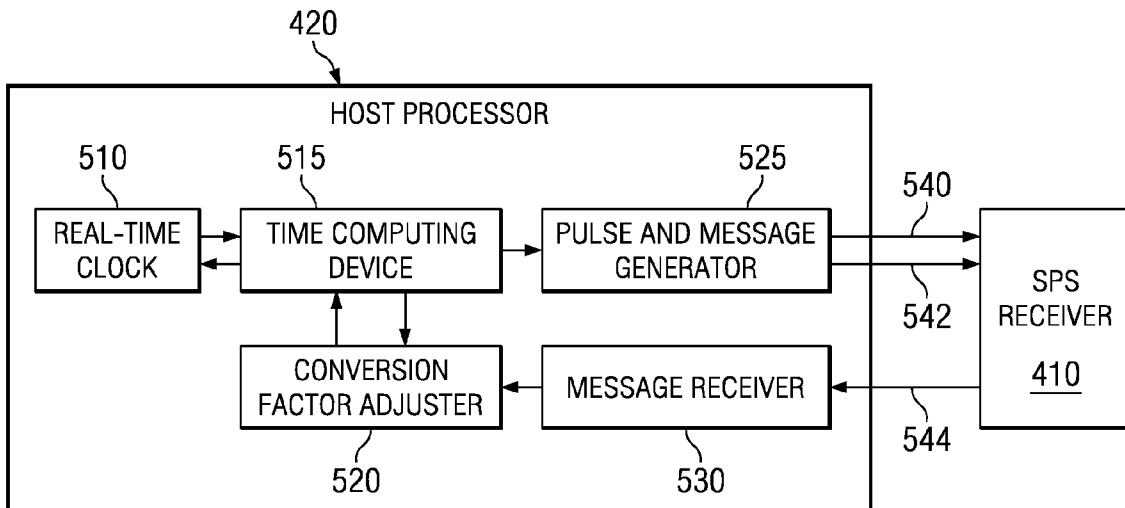 420
HOST PROCESSOR
510
515
525
540
REAL-TIME
CLOCK
TIME COMPUTING
DEVICE
PULSE AND MESSAGE
GENERATOR
542
SPS
RECEIVER
410
CONVERSION
FACTOR ADJUSTER
MESSAGE RECEIVER
544
520
530